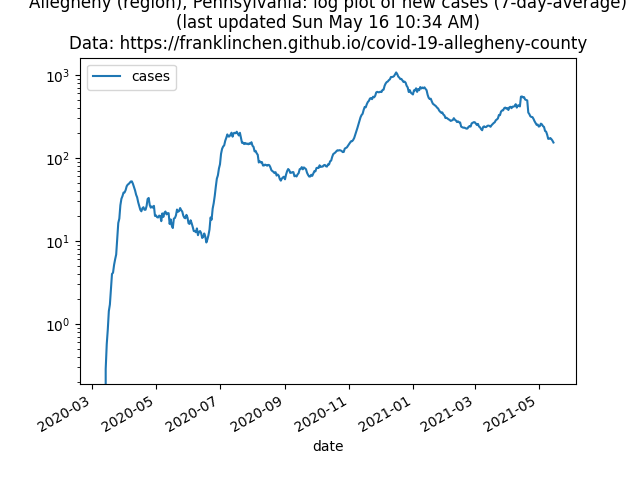 Allegheny (region), Pennsylvania: log plot of new cases (7-day-average)
(last updated Sun May 16 10:34 AM)
Data: https://franklinchen.github.io/covid-19-allegheny-county
cases
10³
10²
10¹
10⁰
2020-03
2020-05
2020-07
2020-09
2020-11
2021-01
2021-03
2021-05
date